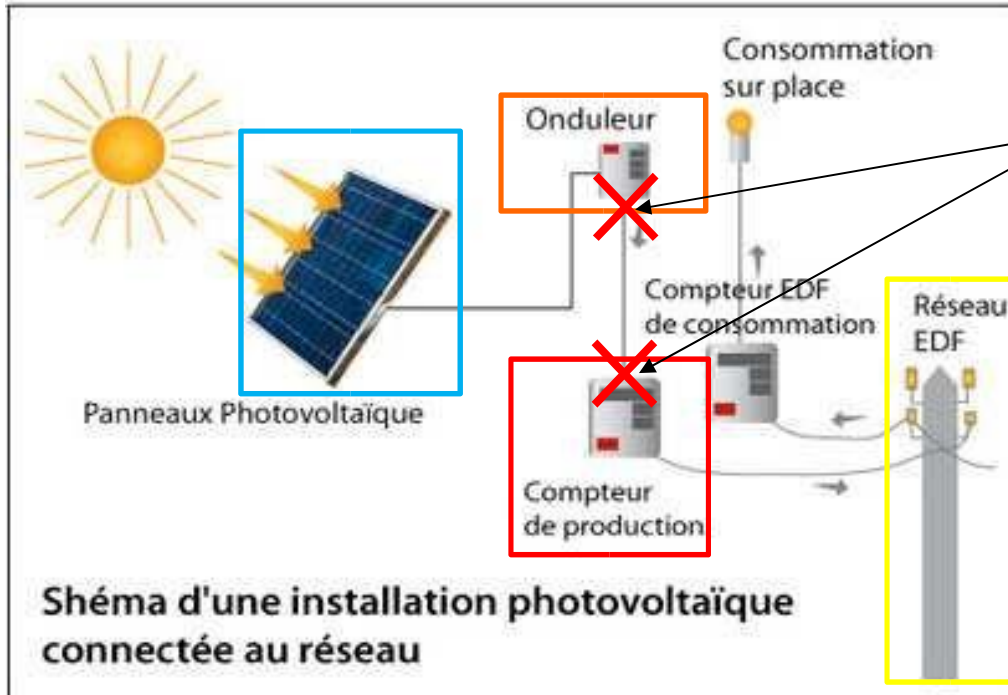 Consommation
sur place
Onduleur
Compteur EDF
de consommation
Réseau
EDF
Panneaux Photovoltaïque
Compteur
de production
Shéma d'une installation photovoltaïque
connectée au réseau